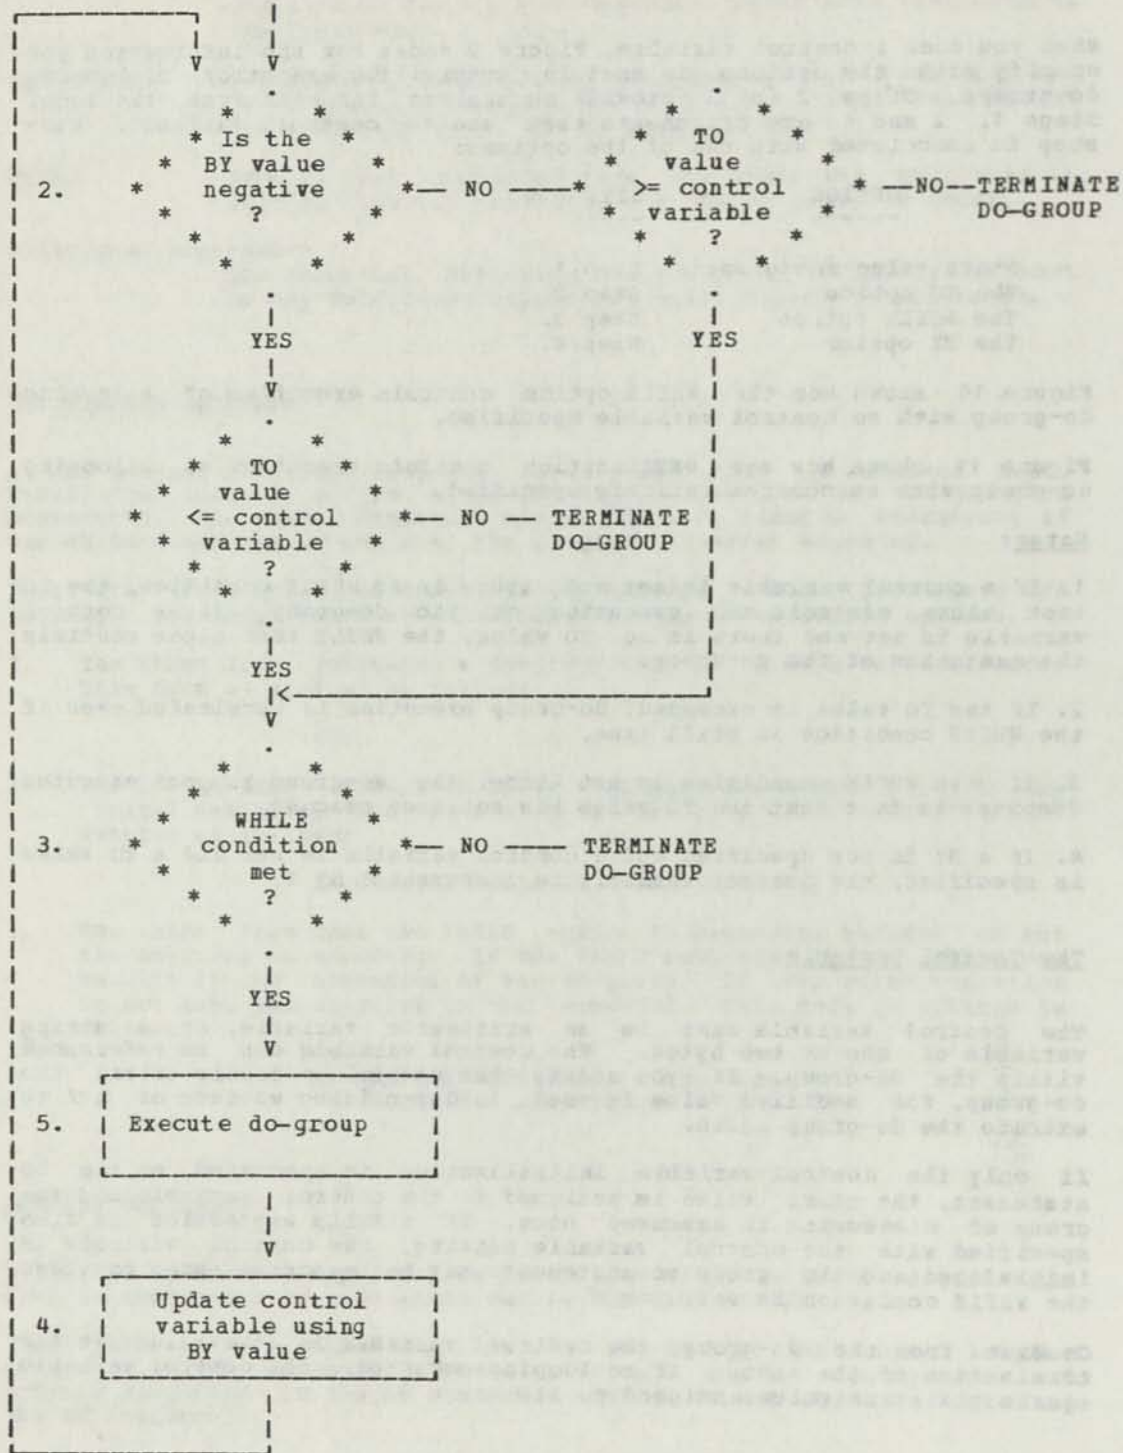 Is the
BY value
2. negative — NO — 
?
TO
value
>= control —NO—TERMINATE
variable DO-GROUP
?
YES
YES
TO
value
<= control — NO — TERMINATE
variable DO-GROUP
?
YES
WHILE
3. condition — NO — TERMINATE
met DO-GROUP
?
YES
5. Execute do-group
Update control
4. variable using
BY value